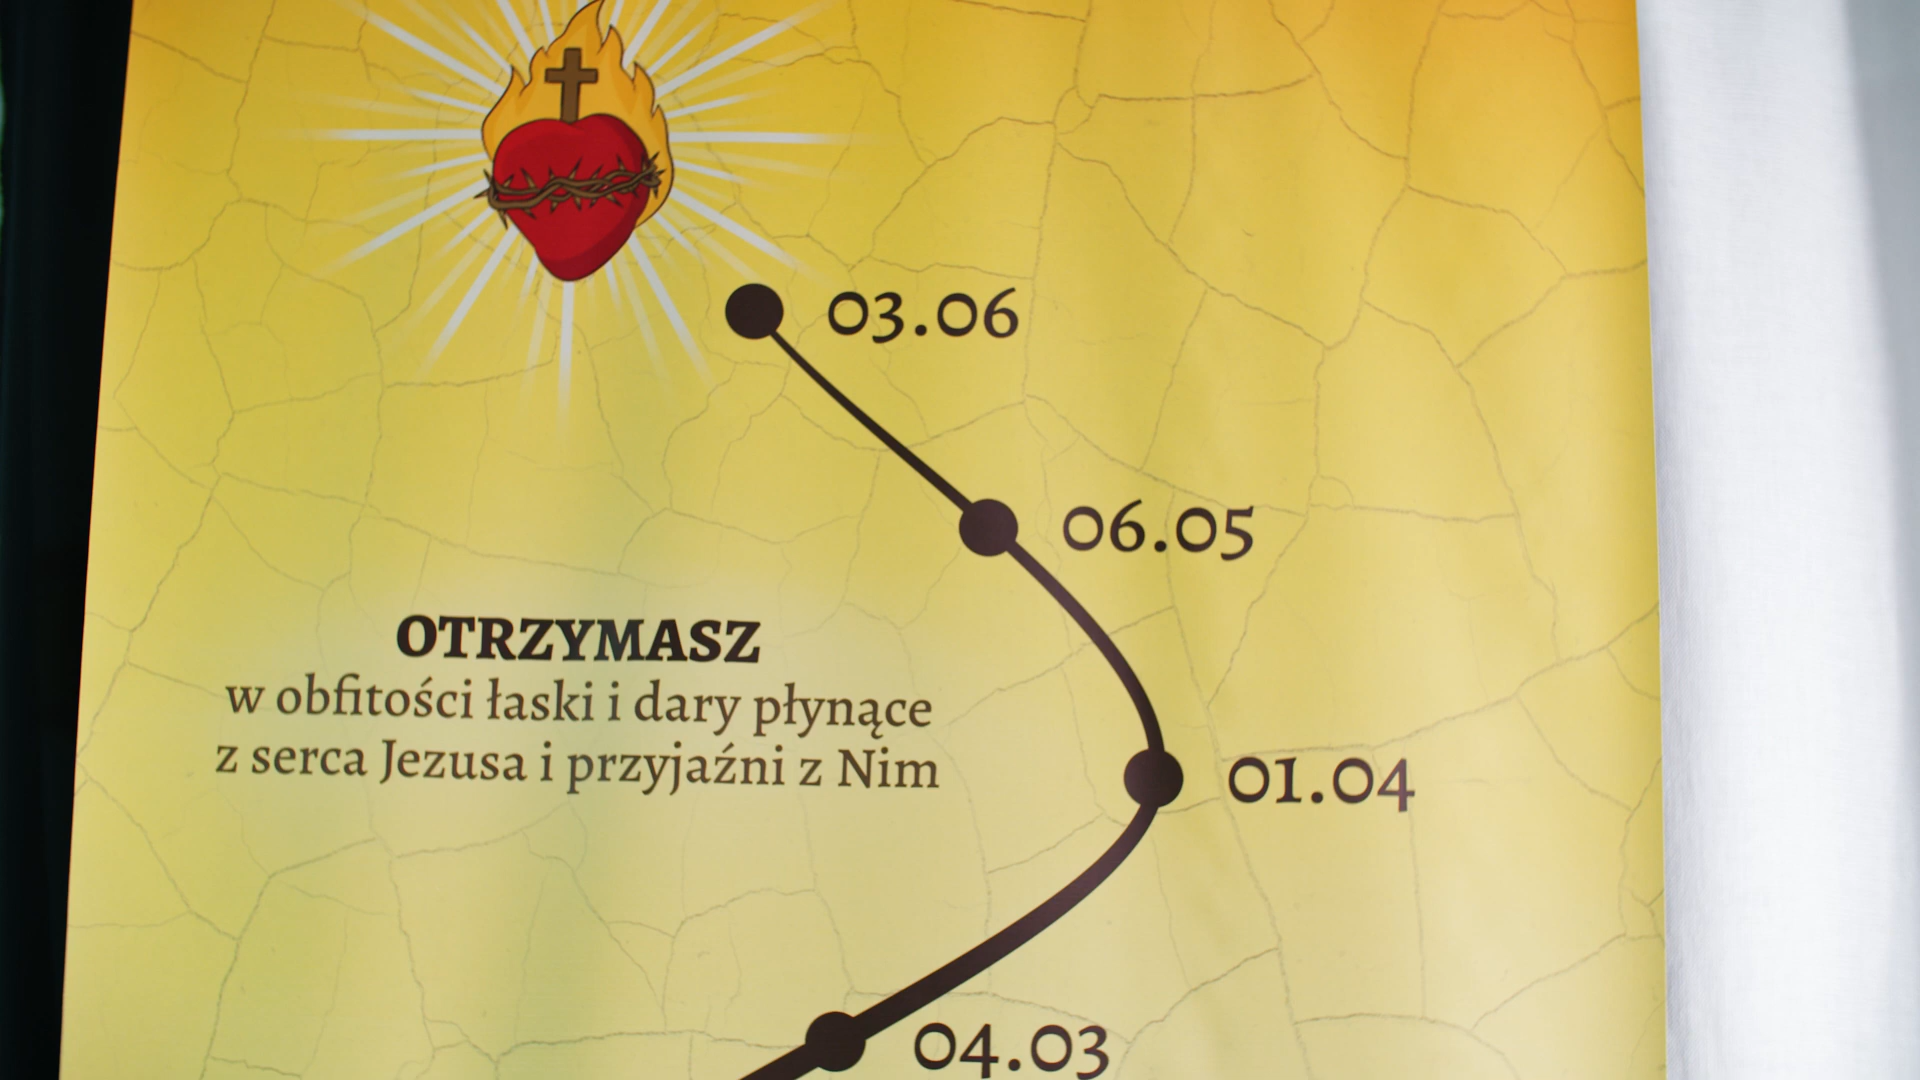 03.06
06.05
OTRZYMASZ
w obfitości łaski i dary płynące
z serca Jezusa i przyjaźni z Nim
01.04
04.03